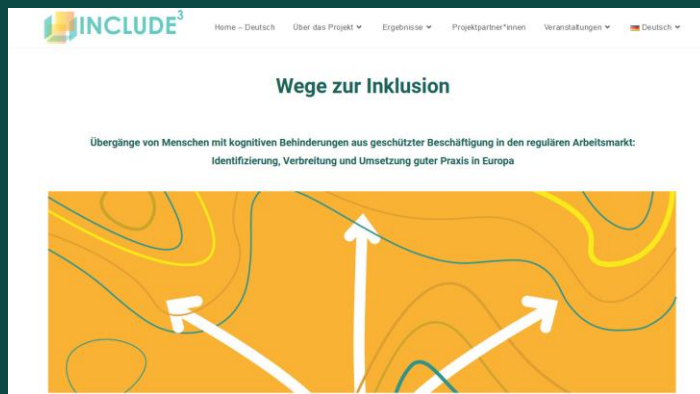 INCLUDE³
Home – Deutsch Über das Projekt Ergebnisse Projektpartner*innen Veranstaltungen Deutsch
Wege zur Inklusion
Übergänge von Menschen mit kognitiven Behinderungen aus geschützter Beschäftigung in den regulären Arbeitsmarkt:
Identifizierung, Verbreitung und Umsetzung guter Praxis in Europa